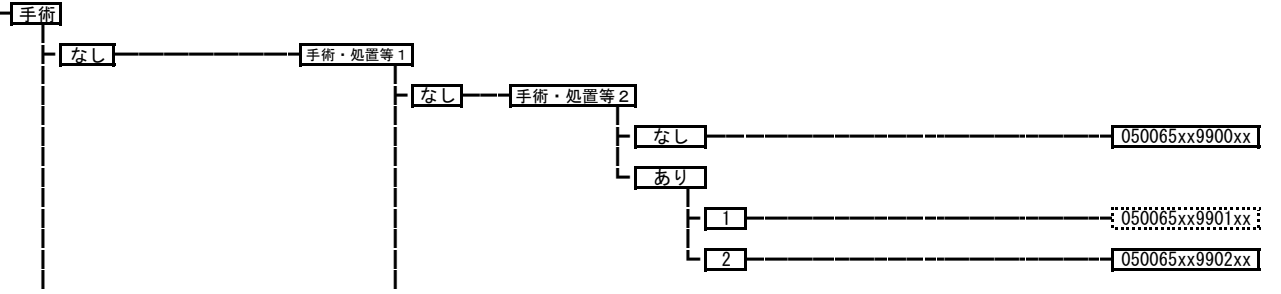 手術
なし 手術・処置等１
なし 手術・処置等２
なし 050065xx9900xx
あり
1 050065xx9901xx
2 050065xx9902xx